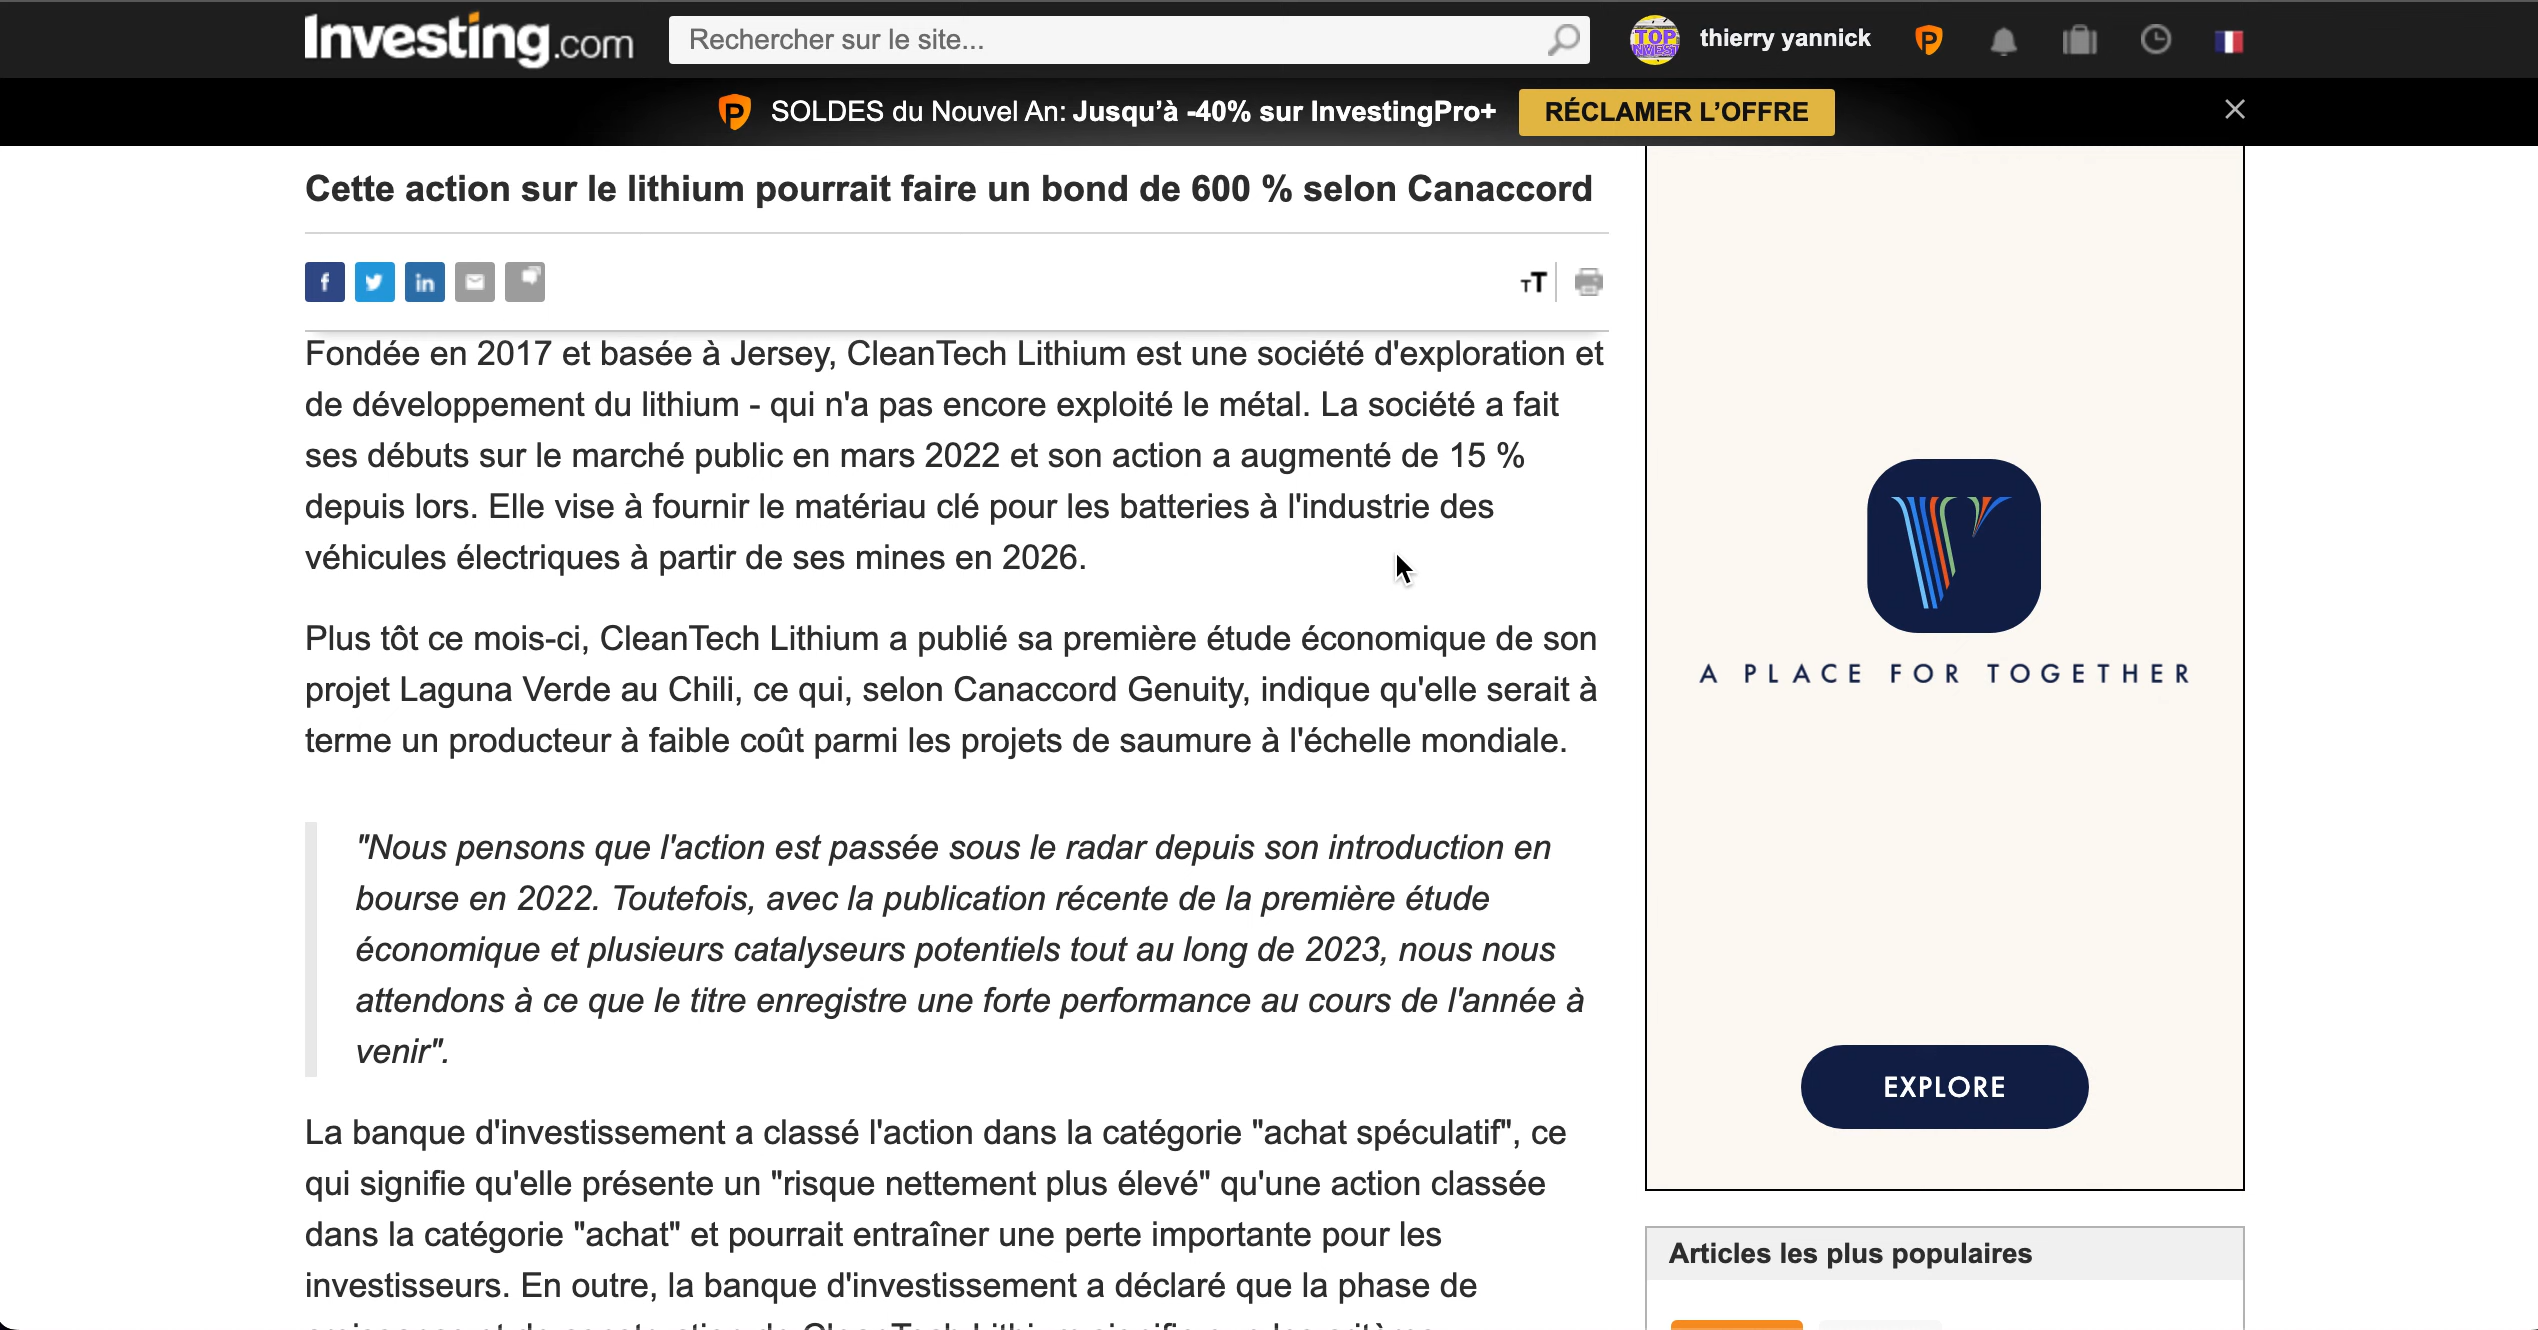 Investing.com
Rechercher sur le site...
TOP
INVEST
thierry yannick
SOLDES du Nouvel An: Jusqu’à -40% sur InvestingPro+
RÉCLAMER L’OFFRE
Cette action sur le lithium pourrait faire un bond de 600 % selon Canaccord
Fondée en 2017 et basée à Jersey, CleanTech Lithium est une société d'exploration et
de développement du lithium - qui n'a pas encore exploité le métal. La société a fait
ses débuts sur le marché public en mars 2022 et son action a augmenté de 15 %
depuis lors. Elle vise à fournir le matériau clé pour les batteries à l'industrie des
véhicules électriques à partir de ses mines en 2026.
Plus tôt ce mois-ci, CleanTech Lithium a publié sa première étude économique de son
projet Laguna Verde au Chili, ce qui, selon Canaccord Genuity, indique qu'elle serait à
terme un producteur à faible coût parmi les projets de saumure à l'échelle mondiale.
"Nous pensons que l'action est passée sous le radar depuis son introduction en
bourse en 2022. Toutefois, avec la publication récente de la première étude
économique et plusieurs catalyseurs potentiels tout au long de 2023, nous nous
attendons à ce que le titre enregistre une forte performance au cours de l'année à
venir".
La banque d'investissement a classé l'action dans la catégorie "achat spéculatif", ce
qui signifie qu'elle présente un "risque nettement plus élevé" qu'une action classée
dans la catégorie "achat" et pourrait entraîner une perte importante pour les
investisseurs. En outre, la banque d'investissement a déclaré que la phase de
A PLACE FOR TOGETHER
EXPLORE
Articles les plus populaires